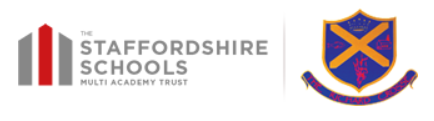 THE
STAFFORDSHIRE
SCHOOLS
MULTI ACADEMY TRUST